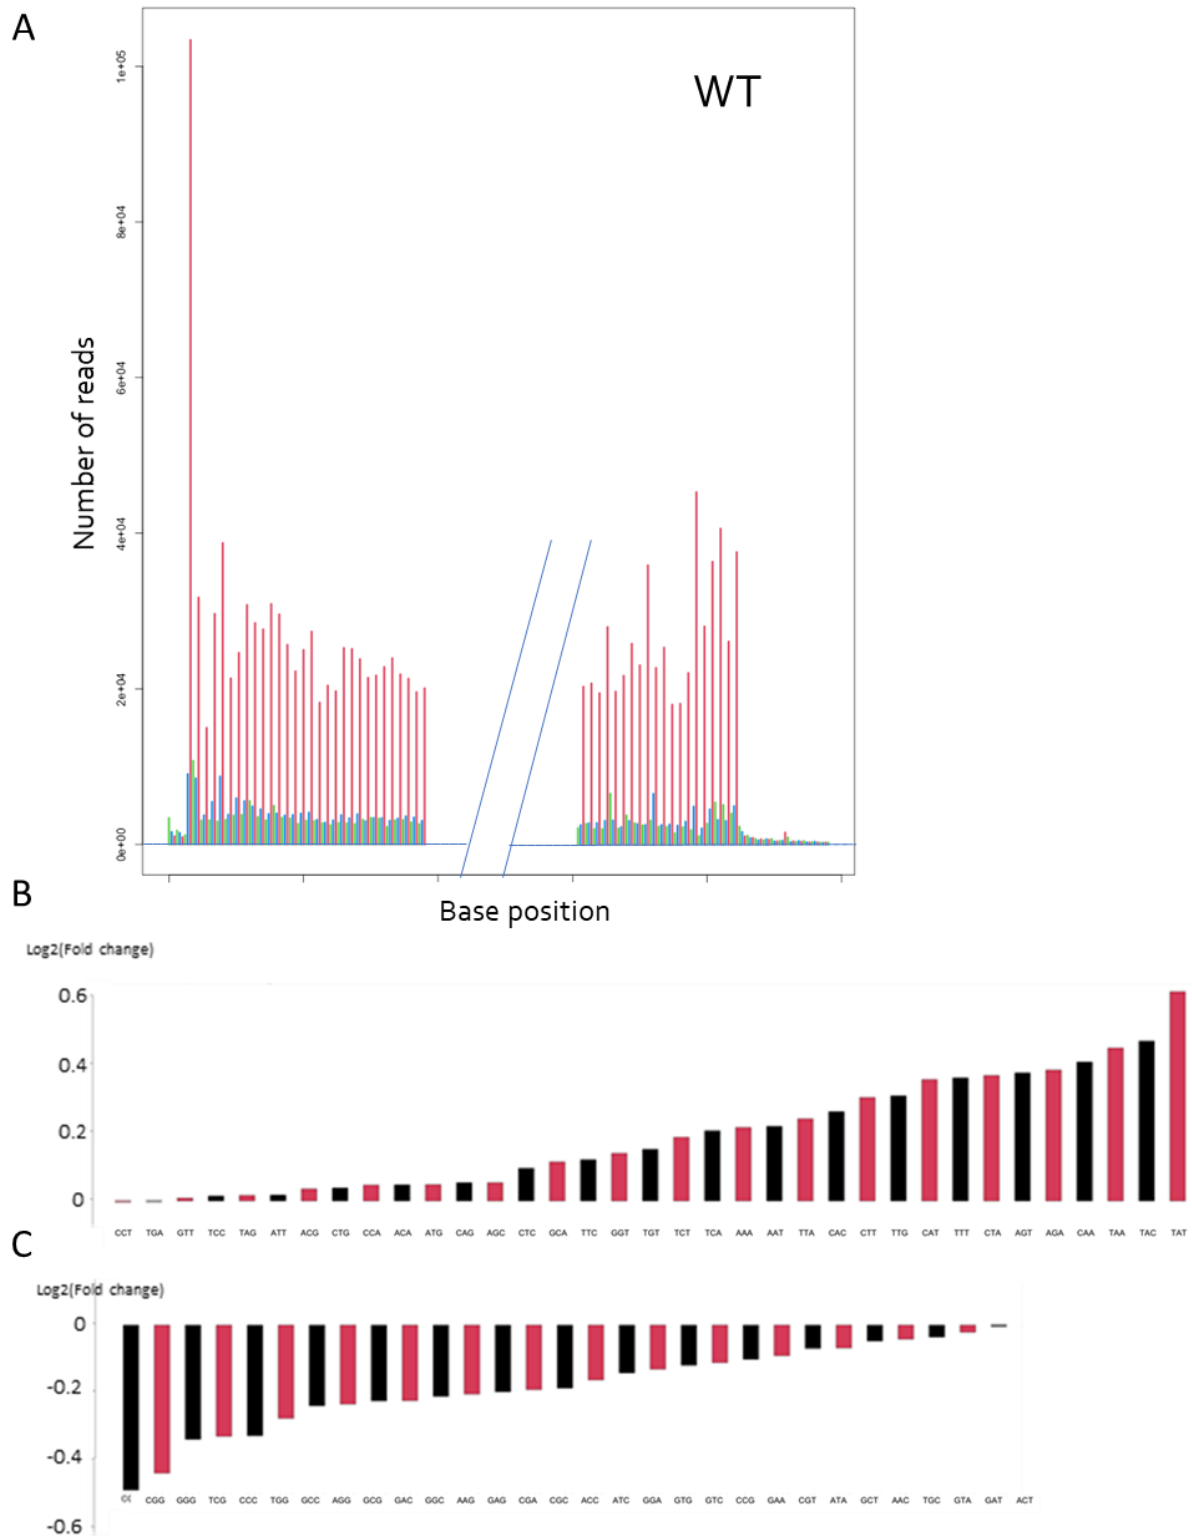 A
WT
1e+05
8e+04
6e+04
4e+04
2e+04
0e+00
Number of reads
Base position
B
Log2(Fold change)
0.6
0.4
0.2
0
CCT TGA GTT TCC TAG ATT ACG CTG CCA ACA ATG CAG AGC CTC GCA TTC GGT TGT TCT TCA AAA AAT TTA CAC CTT TTG CAT TTT CTA AGT AGA CAA TAA TAC TAT
C
Log2(Fold change)
0
-0.2
-0.4
-0.6
CGG GGG TCG CCC TGG GCC AGG GCG GAC GGC AAG GAG CGA CGC ACC ATC GGA GTG GTC CCG GAA CGT ATA GCT AAC TGC GTA GAT ACT